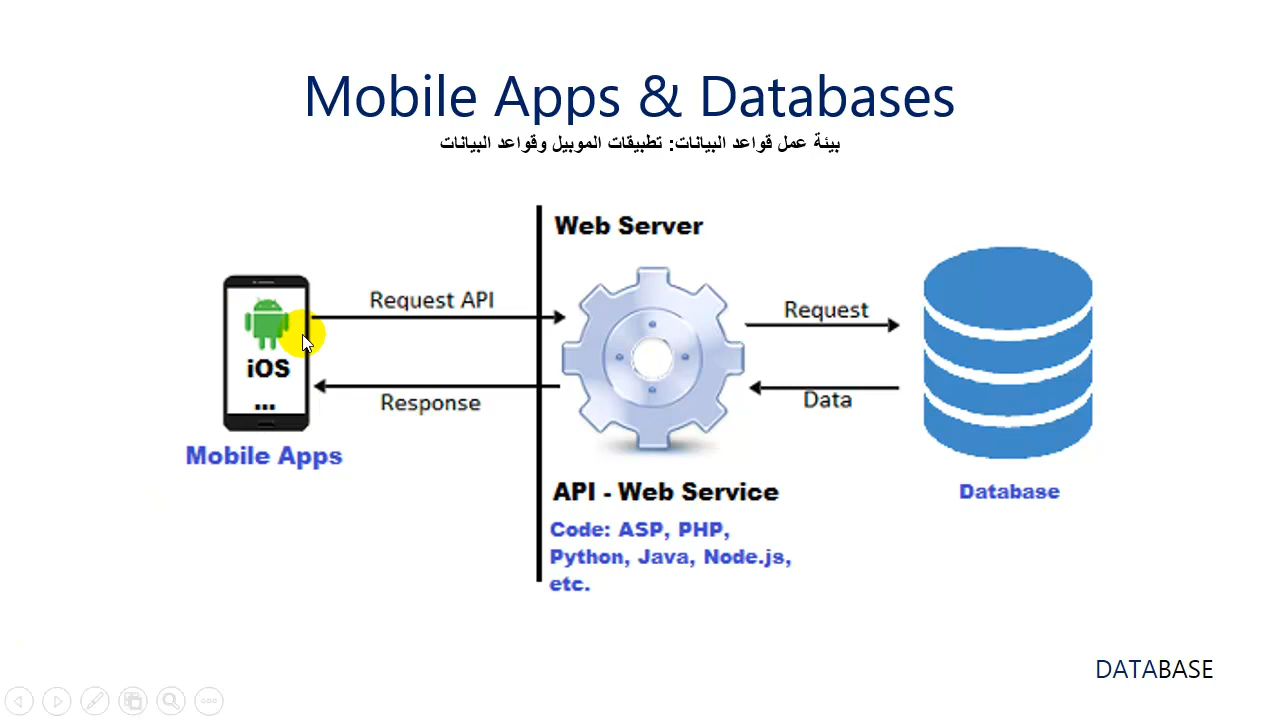 Mobile Apps & Databases
بيئة عمل قواعد البيانات: تطبيقات الموبيل وقواعد البيانات
Web Server
Request API
Request
iOS
...
Response
Data
Mobile Apps
API - Web Service
Database
Code: ASP, PHP,
Python, Java, Node.js,
etc.
DATABASE